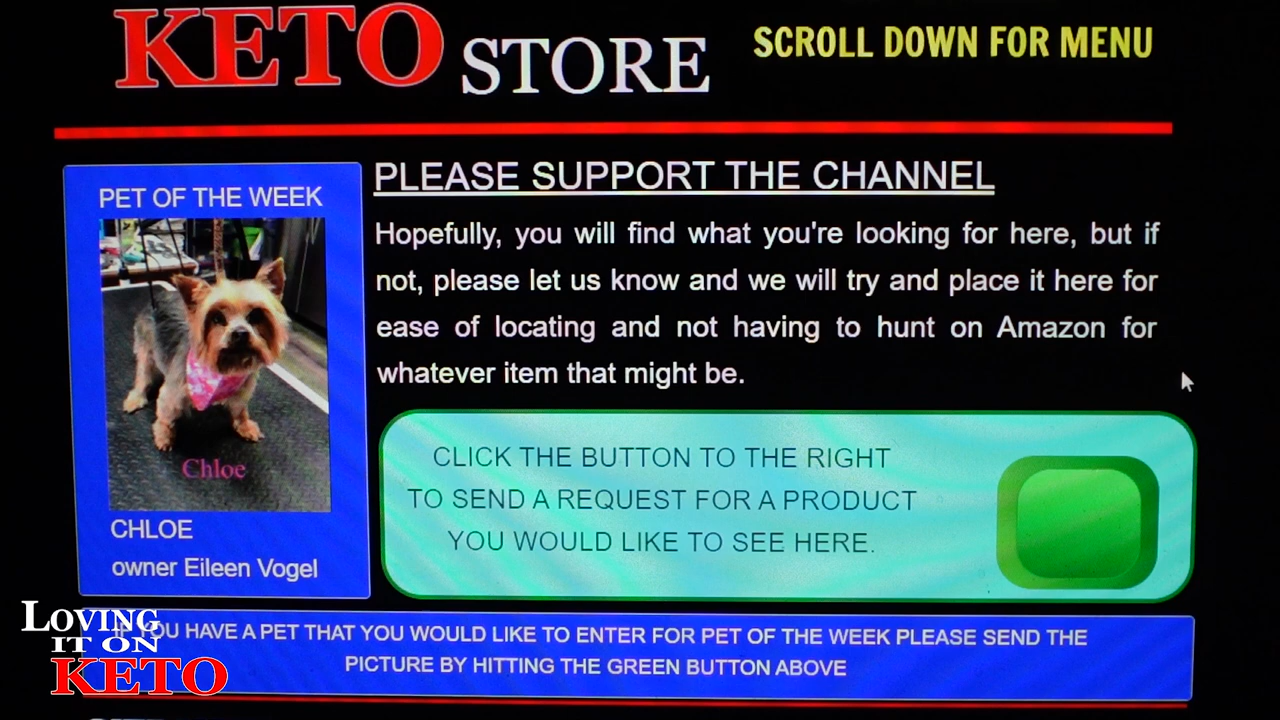 KETO STORE
SCROLL DOWN FOR MENU
PET OF THE WEEK
Chloe
CHLOE
owner Eileen Vogel
PLEASE SUPPORT THE CHANNEL
Hopefully, you will find what you're looking for here, but if
not, please let us know and we will try and place it here for
ease of locating and not having to hunt on Amazon for
whatever item that might be.
CLICK THE BUTTON TO THE RIGHT
TO SEND A REQUEST FOR A PRODUCT
YOU WOULD LIKE TO SEE HERE.
IF YOU HAVE A PET THAT YOU WOULD LIKE TO ENTER FOR PET OF THE WEEK PLEASE SEND THE
PICTURE BY HITTING THE GREEN BUTTON ABOVE
LOVING
IT ON
KETO